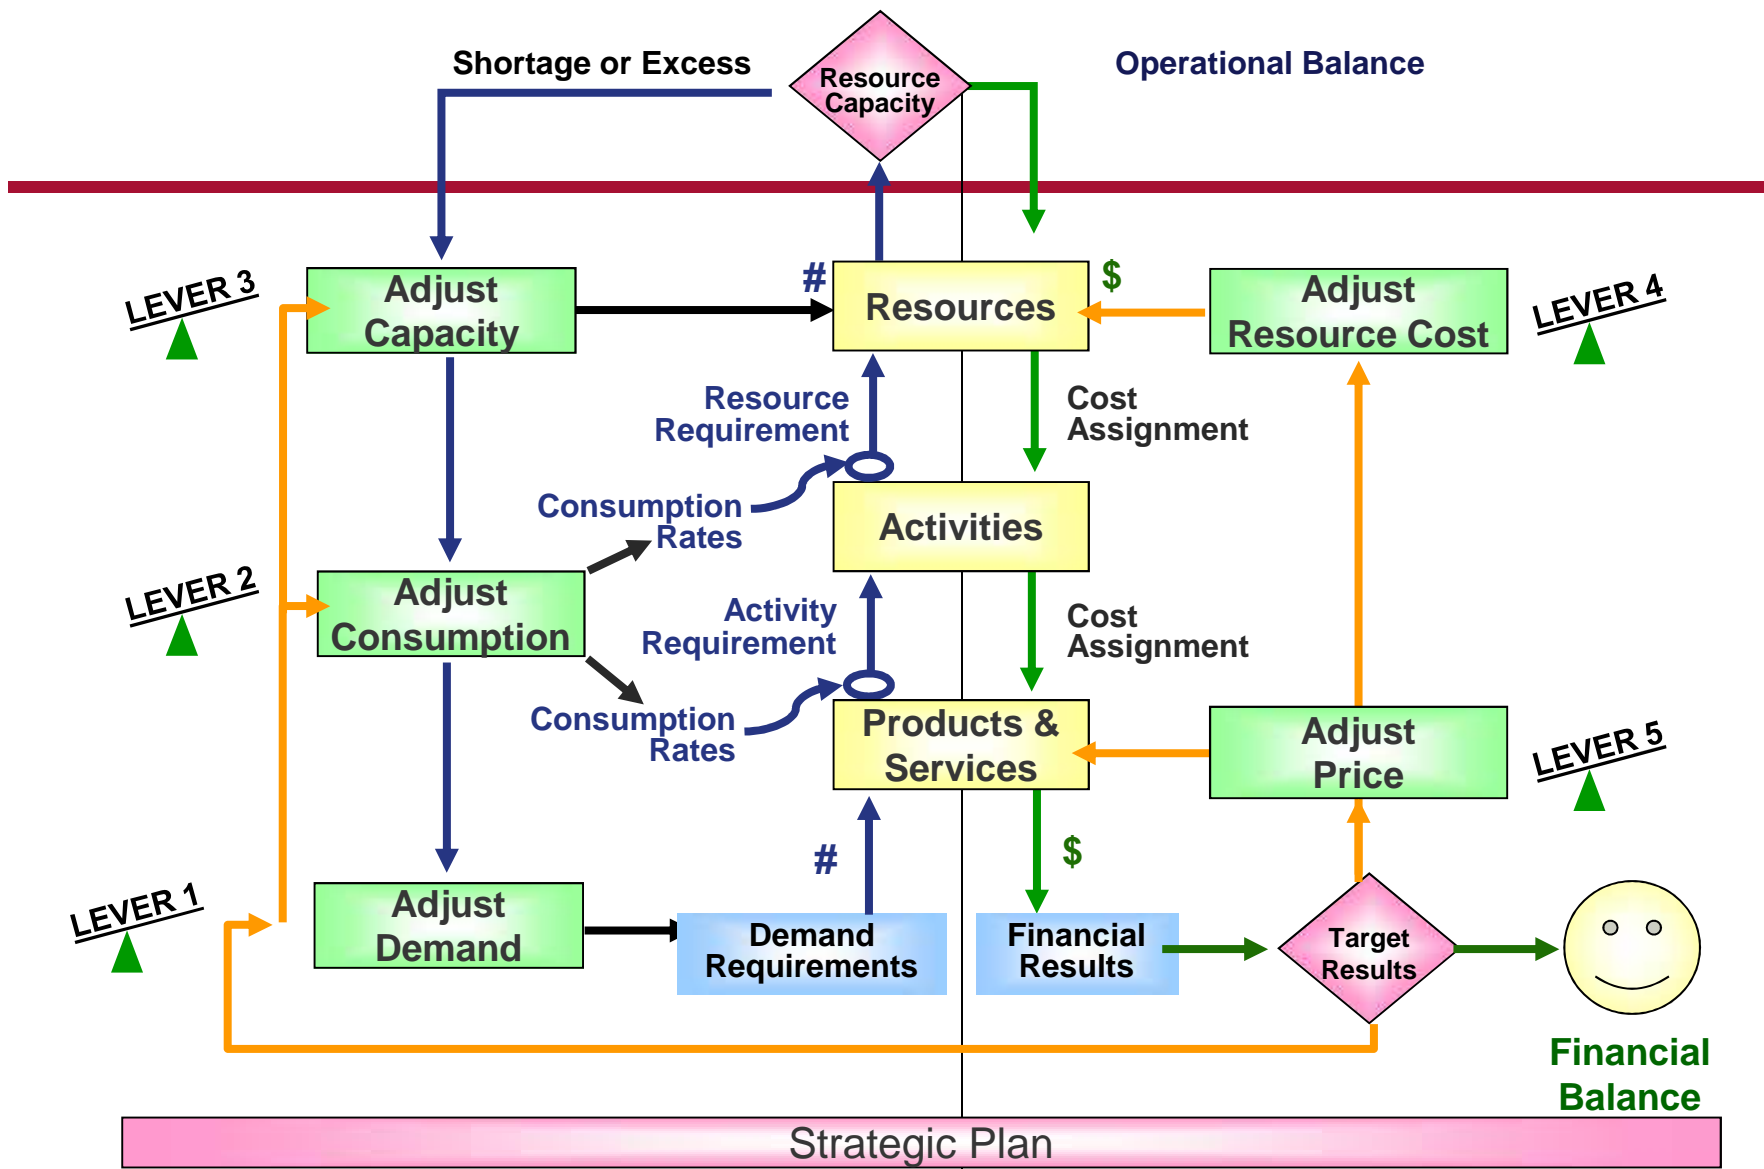 Shortage or Excess
Resource
Capacity
Operational Balance
LEVER 3
Adjust
Capacity
#
Resources
$
Adjust
Resource Cost
LEVER 4
Resource
Requirement
Cost
Assignment
Consumption
Rates
Activities
LEVER 2
Adjust
Consumption
Activity
Requirement
Cost
Assignment
Consumption
Rates
Products &
Services
Adjust
Price
LEVER 5
#
$
LEVER 1
Adjust
Demand
Demand
Requirements
Financial
Results
Target
Results
Financial
Balance
Strategic Plan